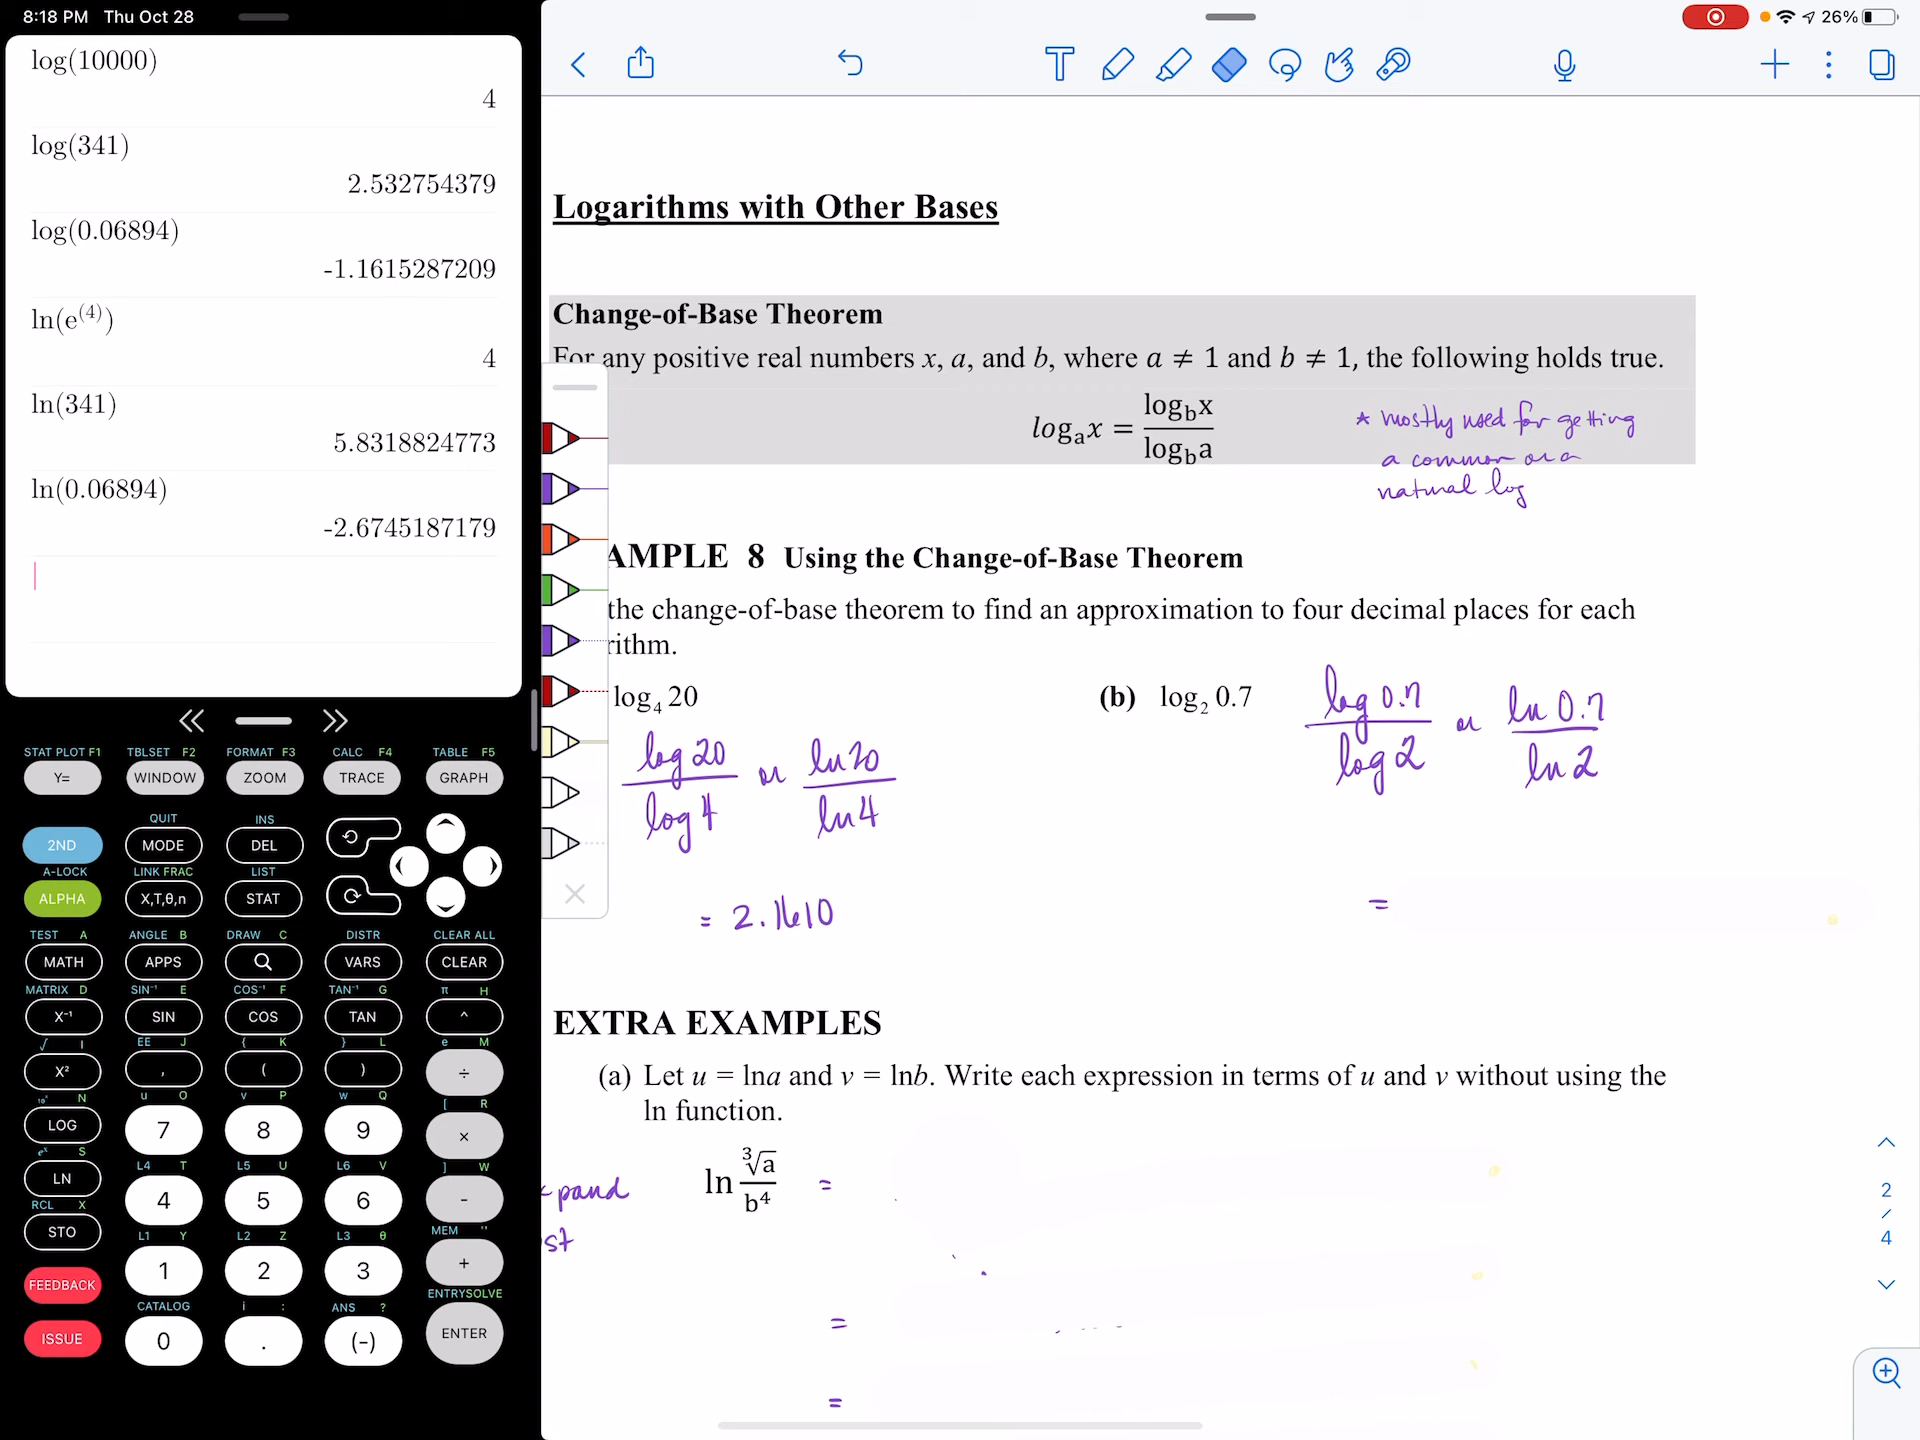 8:18 PM Thu Oct 28
26%
log(10000)
4
log(341)
2.532754379
log(0.06894)
-1.1615287209
ln(e^(4))
4
ln(341)
5.8318824773
ln(0.06894)
-2.6745187179
STAT PLOT F1 TBLSET F2 FORMAT F3 CALC F4 TABLE F5
Y= WINDOW ZOOM TRACE GRAPH
QUIT INS
2ND MODE DEL
A-LOCK LINK FRAC LIST
ALPHA X,T,θ,n STAT
TEST A ANGLE B DRAW C DISTR CLEAR ALL
MATH APPS VARS CLEAR
MATRIX D SIN⁻¹ E COS⁻¹ F TAN⁻¹ G π H
X⁻¹ SIN COS TAN ^
√ I EE J { K } L e M
X² , ( ) ÷
10ˣ N u O v P w Q [ R
LOG 7 8 9 ×
eˣ S L4 T L5 U L6 V ] W
LN 4 5 6 -
RCL X L1 Y L2 Z L3 θ MEM "
STO 1 2 3 +
FEEDBACK
CATALOG i : ANS ? ENTRY SOLVE
ISSUE 0 . (-) ENTER
Logarithms with Other Bases
Change-of-Base Theorem
For any positive real numbers x, a, and b, where a ≠ 1 and b ≠ 1, the following holds true.
logₐx = log_b x / log_b a
* mostly used for getting
a common or a
natural log
AMPLE 8 Using the Change-of-Base Theorem
the change-of-base theorem to find an approximation to four decimal places for each
rithm.
log₄ 20
(b) log₂ 0.7
log 0.7 / log 2 or ln 0.7 / ln 2
log 20 / log 4 or ln 20 / ln 4
= 2.1610
=
EXTRA EXAMPLES
(a) Let u = lna and v = lnb. Write each expression in terms of u and v without using the
ln function.
pand
st
ln ∛a / b⁴ =
=
=
2
/
4